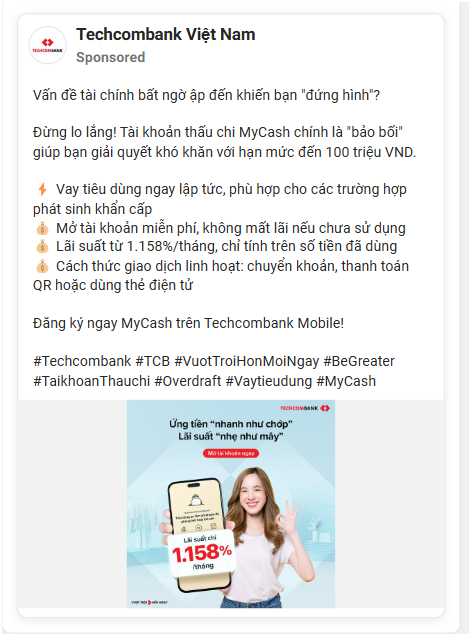 Techcombank Việt Nam
TECHCOMBANK
Sponsored
Vấn đề tài chính bất ngờ ập đến khiến bạn "đứng hình"?
Đừng lo lắng! Tài khoản thấu chi MyCash chính là "bảo bối"
giúp bạn giải quyết khó khăn với hạn mức đến 100 triệu VND.
⚡ Vay tiêu dùng ngay lập tức, phù hợp cho các trường hợp
phát sinh khẩn cấp
💰 Mở tài khoản miễn phí, không mất lãi nếu chưa sử dụng
💰 Lãi suất từ 1.158%/tháng, chỉ tính trên số tiền đã dùng
💰 Cách thức giao dịch linh hoạt: chuyển khoản, thanh toán
QR hoặc dùng thẻ điện tử
Đăng ký ngay MyCash trên Techcombank Mobile!
#Techcombank #TCB #VuotTroiHonMoiNgay #BeGreater
#TaikhoanThauchi #Overdraft #Vaytieudung #MyCash
TECHCOMBANK
Ứng tiền "nhanh như chớp"
Lãi suất "nhẹ như mây"
Mở tài khoản ngay
Lãi suất chỉ
1.158%
/tháng
VƯỢT TRỘI MỖI NGÀY